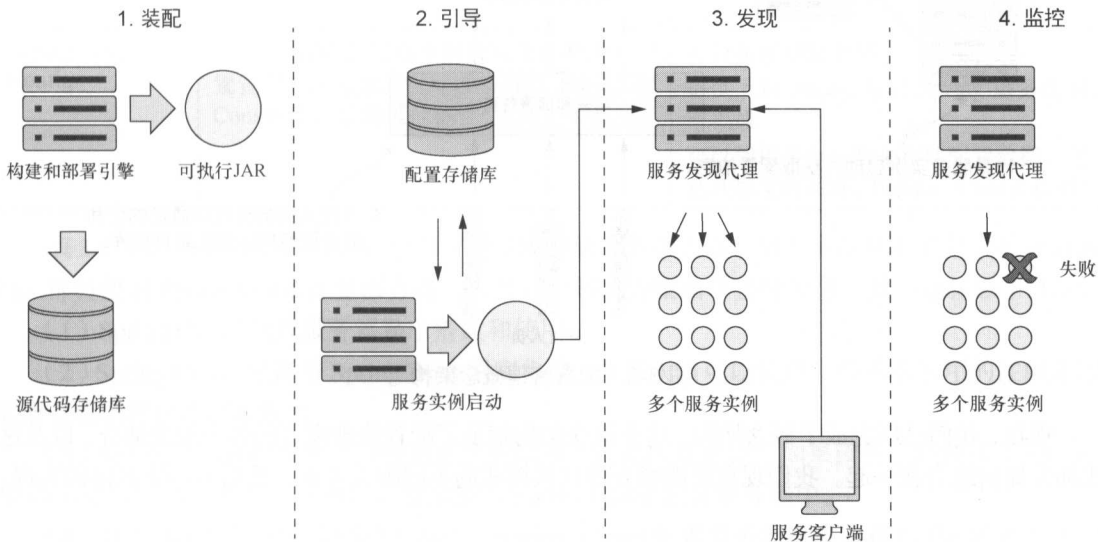 1. 装配
2. 引导
3. 发现
4. 监控
构建和部署引擎
可执行JAR
源代码存储库
配置存储库
服务实例启动
服务发现代理
多个服务实例
服务客户端
服务发现代理
失败
多个服务实例